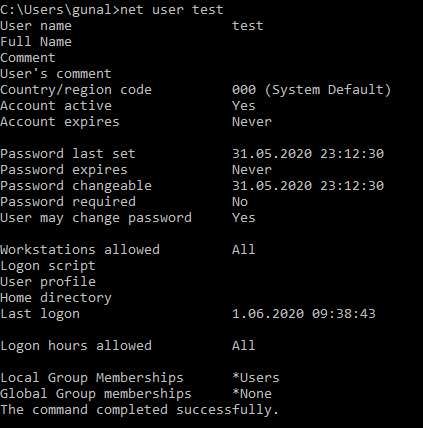 C:\Users\gunal>net user test
User name                    test
Full Name
Comment
User's comment
Country/region code          000 (System Default)
Account active               Yes
Account expires              Never
Password last set            31.05.2020 23:12:30
Password expires             Never
Password changeable          31.05.2020 23:12:30
Password required            No
User may change password     Yes
Workstations allowed         All
Logon script
User profile
Home directory
Last logon                   1.06.2020 09:38:43
Logon hours allowed          All
Local Group Memberships      *Users
Global Group memberships     *None
The command completed successfully.